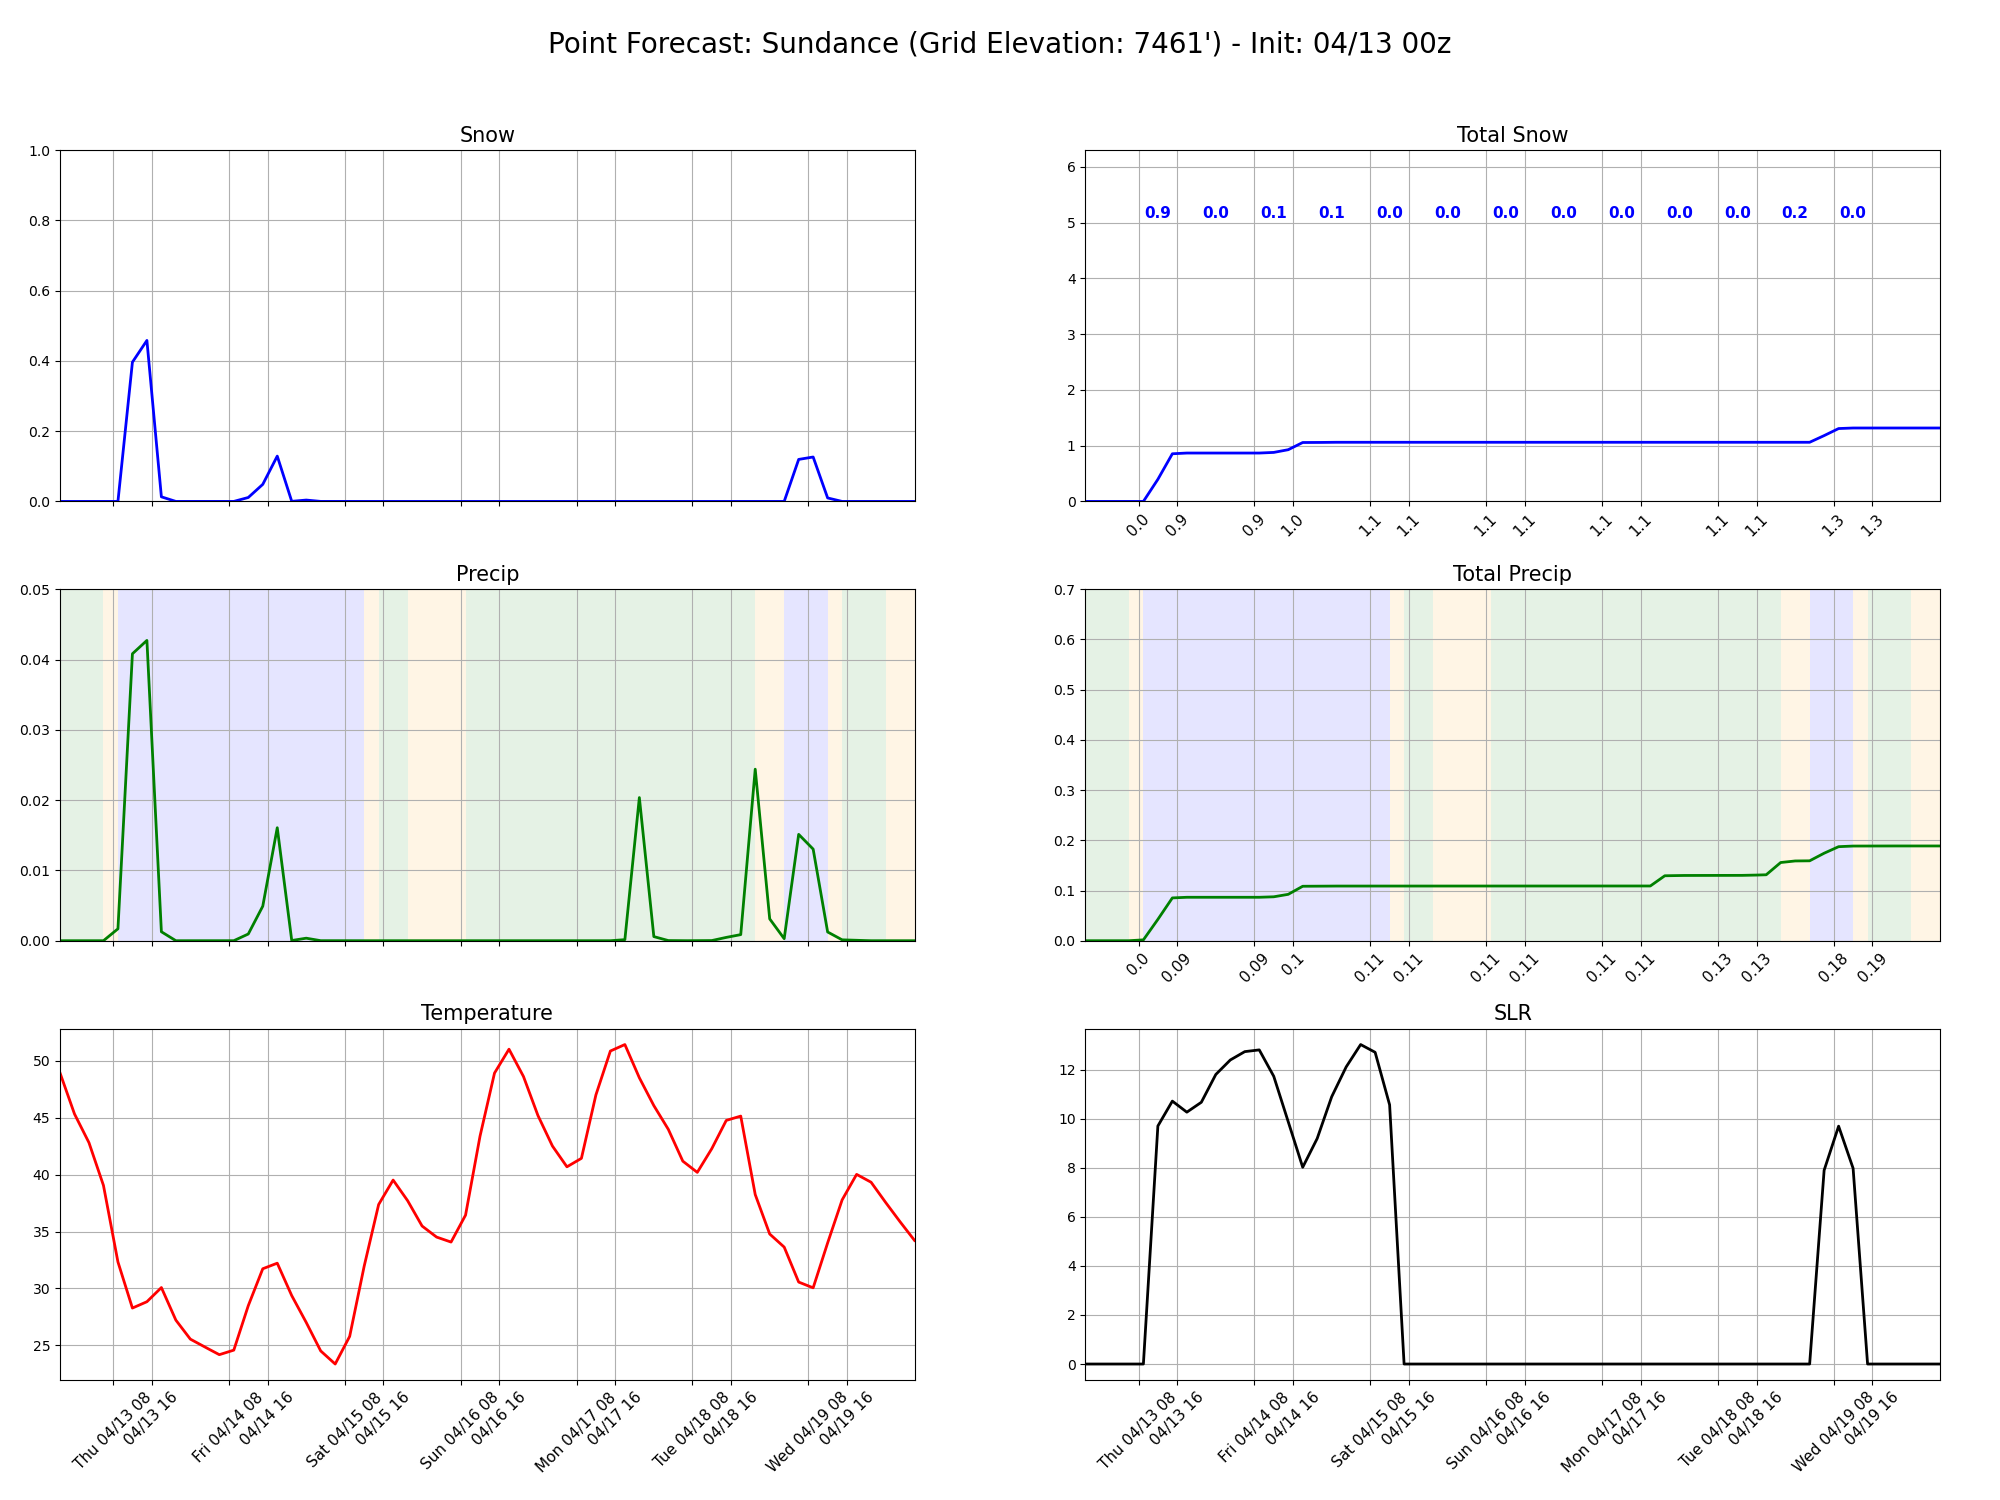 Point Forecast: Sundance (Grid Elevation: 7461') - Init: 04/13 00z
Snow
1.0
0.8
0.6
0.4
0.2
0.0
Total Snow
6
5
4
3
2
1
0
0.9 0.0 0.1 0.1 0.0 0.0 0.0 0.0 0.0 0.0 0.0 0.2 0.0
0.0 0.9 0.9 1.0 1.1 1.1 1.1 1.1 1.1 1.1 1.1 1.1 1.3 1.3
Precip
0.05
0.04
0.03
0.02
0.01
0.00
Total Precip
0.7
0.6
0.5
0.4
0.3
0.2
0.1
0.0
0.0 0.09 0.09 0.1 0.11 0.11 0.11 0.11 0.11 0.11 0.13 0.13 0.18 0.19
Temperature
50
45
40
35
30
25
Thu 04/13 08
04/13 16
Fri 04/14 08
04/14 16
Sat 04/15 08
04/15 16
Sun 04/16 08
04/16 16
Mon 04/17 08
04/17 16
Tue 04/18 08
04/18 16
Wed 04/19 08
04/19 16
SLR
12
10
8
6
4
2
0
Thu 04/13 08
04/13 16
Fri 04/14 08
04/14 16
Sat 04/15 08
04/15 16
Sun 04/16 08
04/16 16
Mon 04/17 08
04/17 16
Tue 04/18 08
04/18 16
Wed 04/19 08
04/19 16